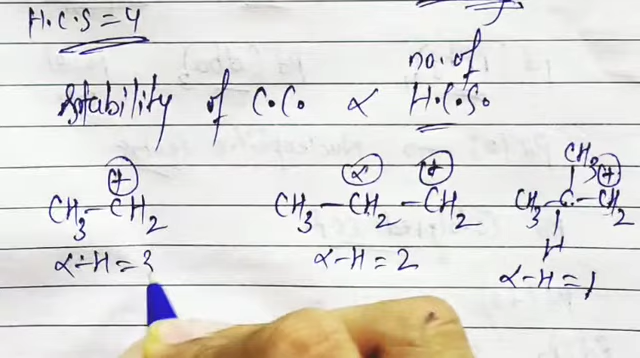 H.C.S = 4
no. of
Stability of C.C. ∝ H.C.S.
CH3
CH3-CH2 (+)
CH3-CH2-CH2 (α) (+)
CH3-C-CH2 (+)
H
α-H = 3
α-H = 2
α-H = 1